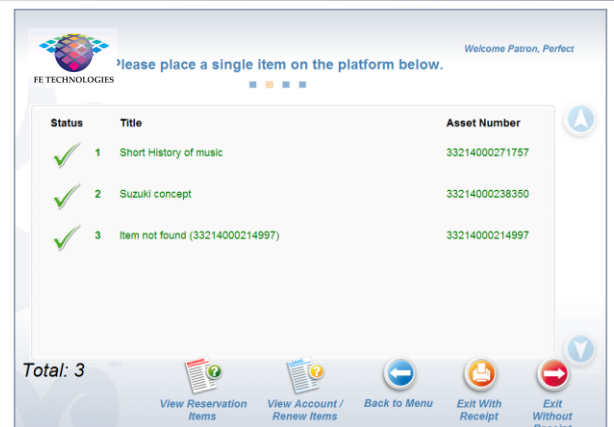 Welcome Patron, Perfect
Please place a single item on the platform below.
FE TECHNOLOGIES
Status Title Asset Number
1 Short History of music 33214000271757
2 Suzuki concept 33214000238350
3 Item not found (33214000214997) 33214000214997
Total: 3
View Reservation
Items
View Account /
Renew Items
Back to Menu
Exit With
Receipt
Exit
Without
Receipt